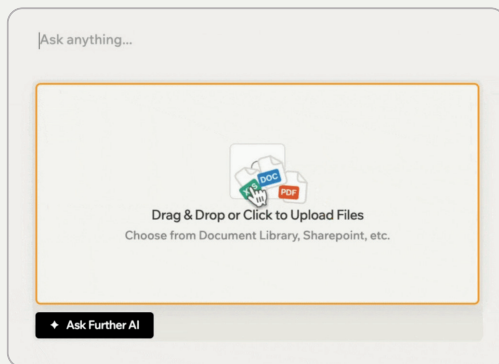 Ask anything...
XLS
DOC
PDF
Drag & Drop or Click to Upload Files
Choose from Document Library, Sharepoint, etc.
Ask Further AI